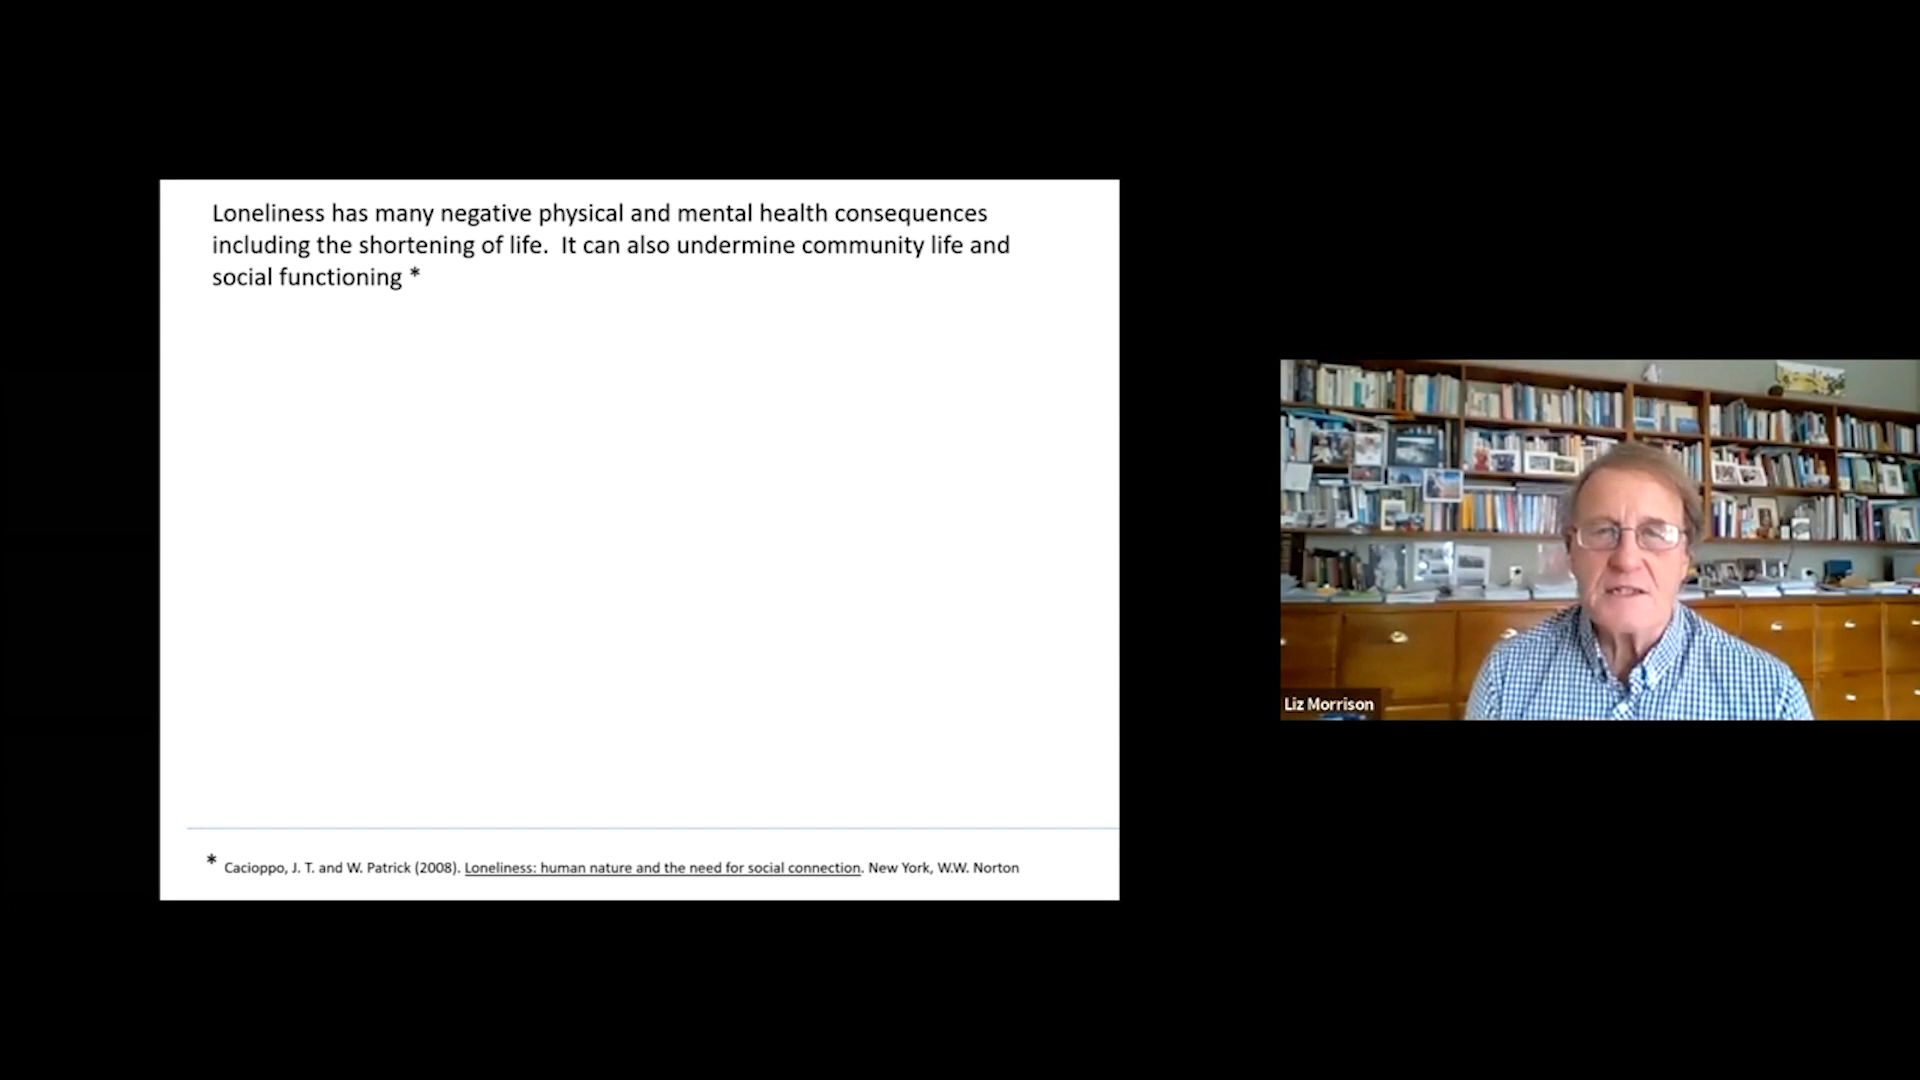 Loneliness has many negative physical and mental health consequences
including the shortening of life.  It can also undermine community life and
social functioning *
* Cacioppo, J. T. and W. Patrick (2008). Loneliness: human nature and the need for social connection. New York, W.W. Norton
Liz Morrison